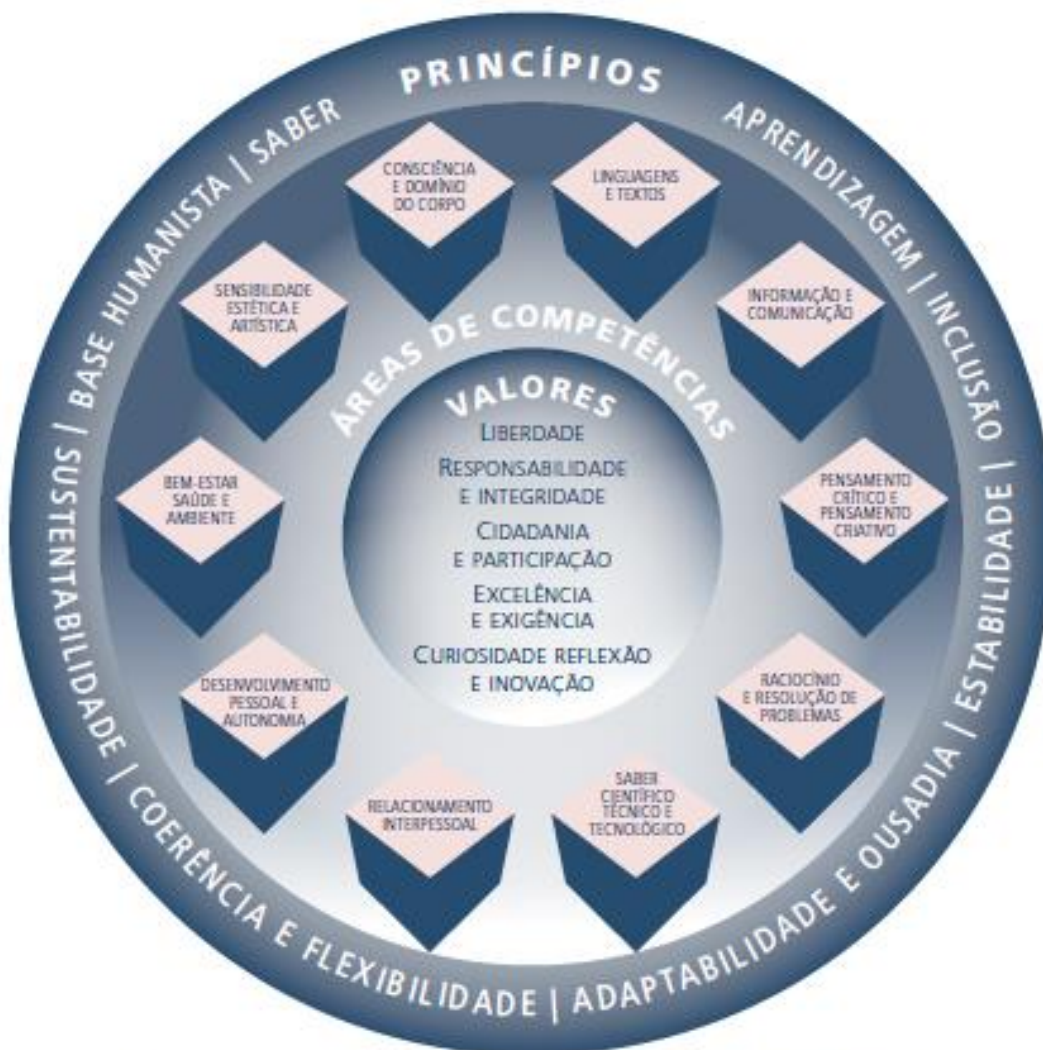 PRINCÍPIOS
BASE HUMANISTA | SABER
APRENDIZAGEM | INCLUSÃO |
ESTABILIDADE |
ADAPTABILIDADE E OUSADIA |
COERÊNCIA E FLEXIBILIDADE |
SUSTENTABILIDADE |
ÁREAS DE COMPETÊNCIAS
LINGUAGENS
E TEXTOS
INFORMAÇÃO E
COMUNICAÇÃO
PENSAMENTO
CRÍTICO E
PENSAMENTO
CRIATIVO
RACIOCÍNIO
E RESOLUÇÃO DE
PROBLEMAS
SABER
CIENTÍFICO
TÉCNICO E
TECNOLÓGICO
RELACIONAMENTO
INTERPESSOAL
DESENVOLVIMENTO
PESSOAL E
AUTONOMIA
BEM-ESTAR
SAÚDE E
AMBIENTE
SENSIBILIDADE
ESTÉTICA E
ARTÍSTICA
CONSCIÊNCIA
E DOMÍNIO
DO CORPO
VALORES
LIBERDADE
RESPONSABILIDADE
E INTEGRIDADE
CIDADANIA
E PARTICIPAÇÃO
EXCELÊNCIA
E EXIGÊNCIA
CURIOSIDADE REFLEXÃO
E INOVAÇÃO